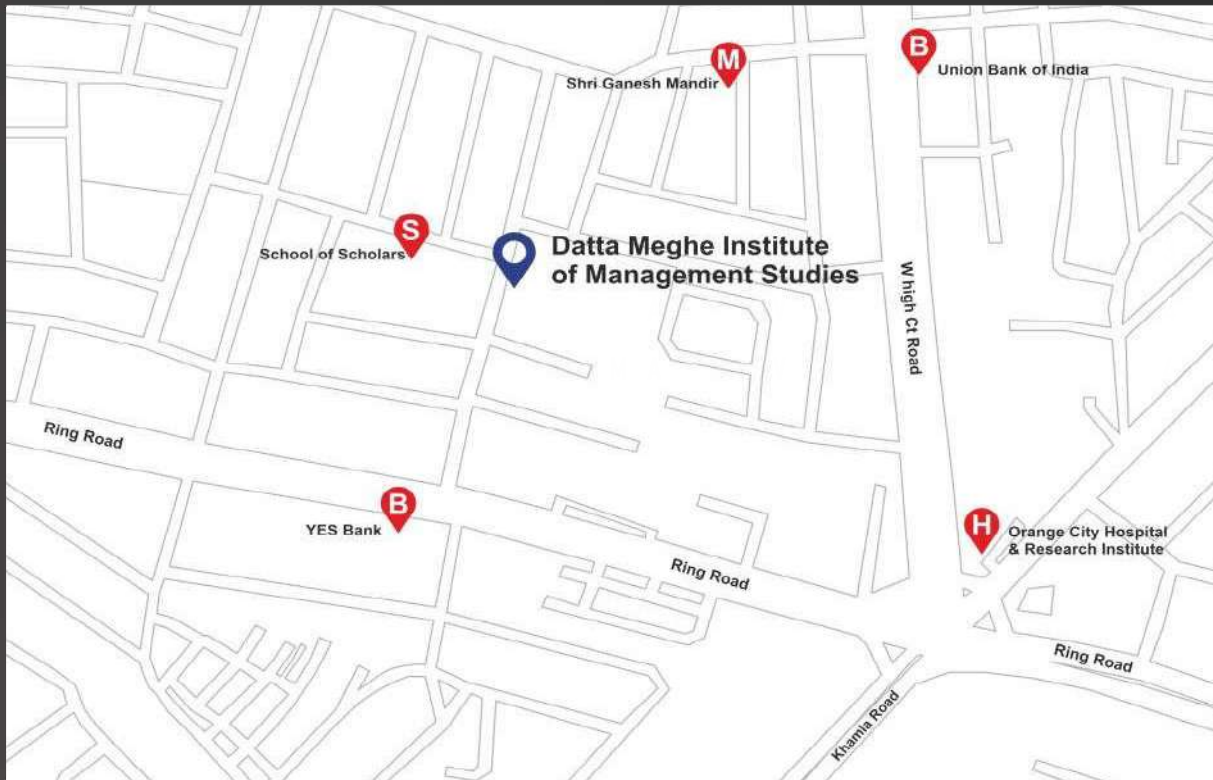 M
Shri Ganesh Mandir
B
Union Bank of India
S
School of Scholars
Datta Meghe Institute
of Management Studies
W high Ct Road
Ring Road
B
YES Bank
H
Orange City Hospital
& Research Institute
Ring Road
Ring Road
Khamla Road